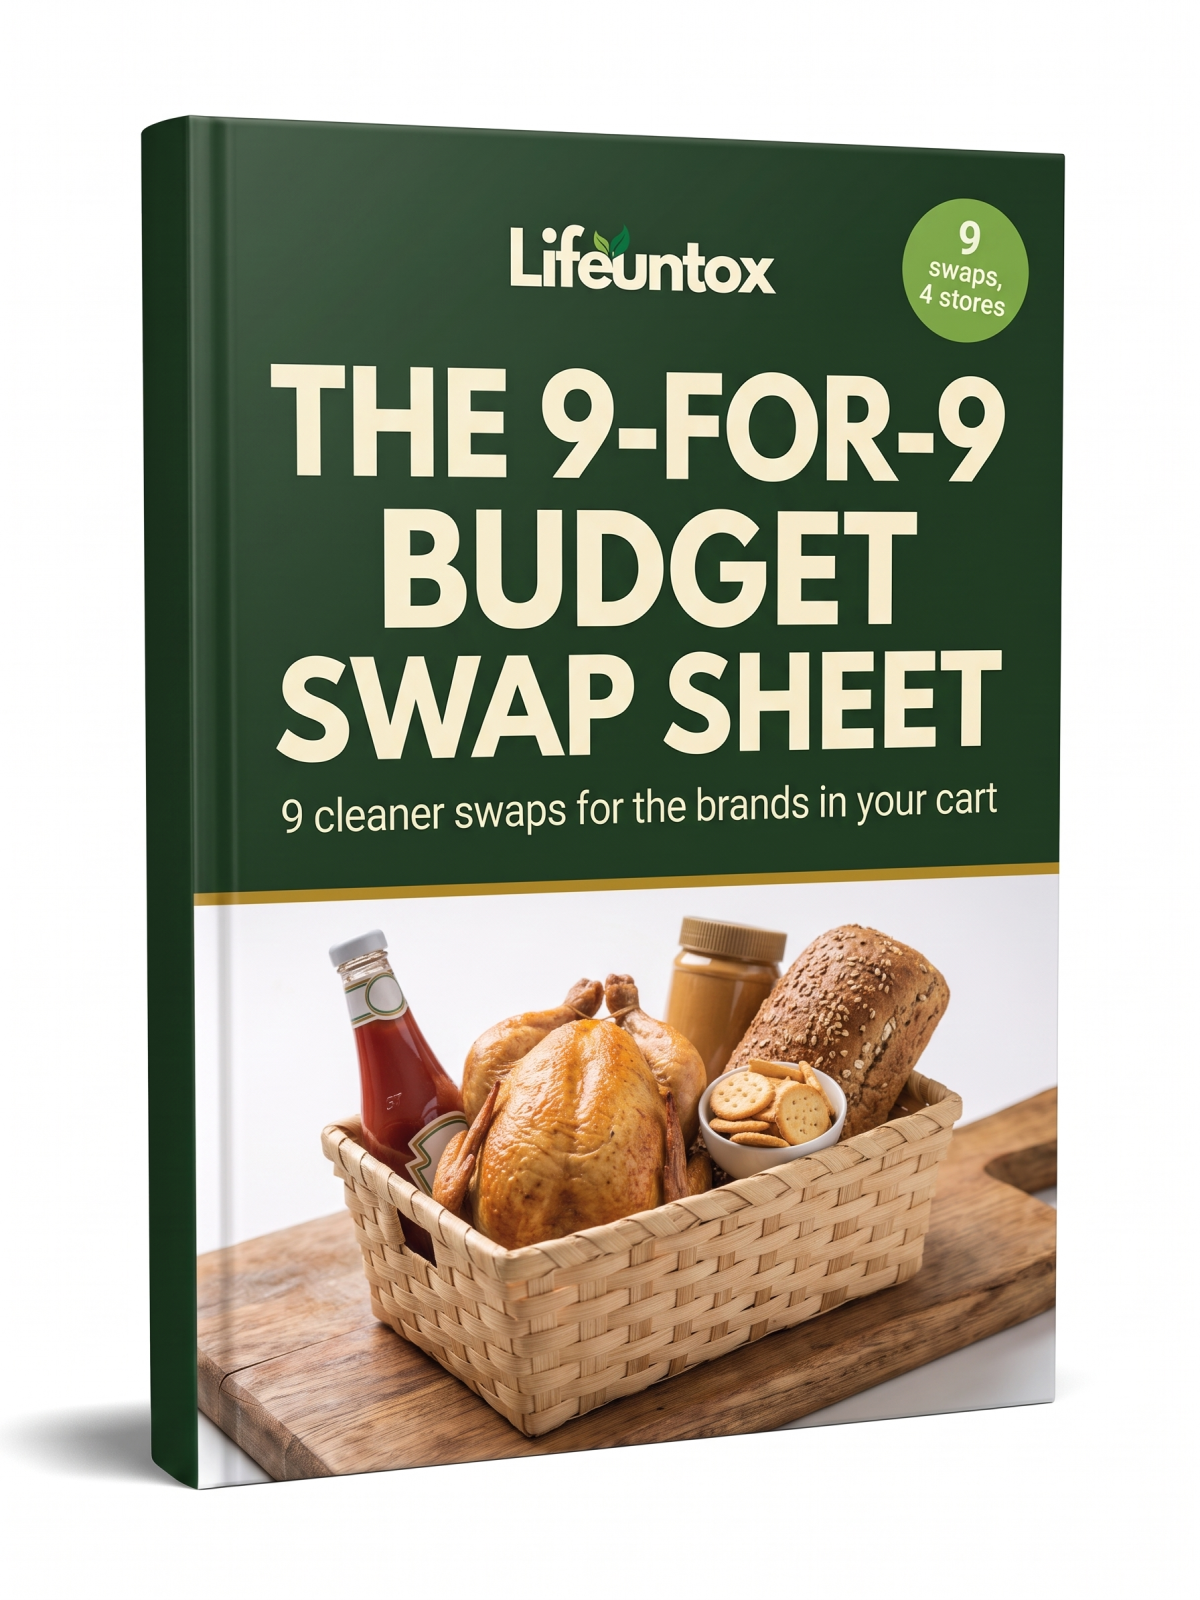 Lifeuntox
9
swaps,
4 stores
THE 9-FOR-9
BUDGET
SWAP SHEET
9 cleaner swaps for the brands in your cart
57